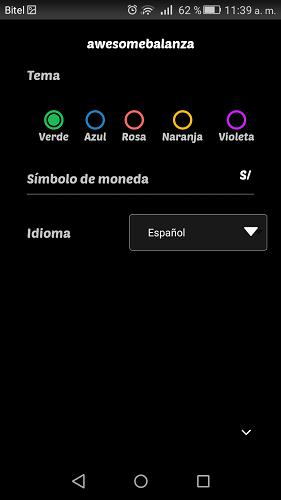 Bitel 62 % 11:39 a. m.
awesomebalanza
Tema
Verde Azul Rosa Naranja Violeta
Símbolo de moneda S/
Idioma Español